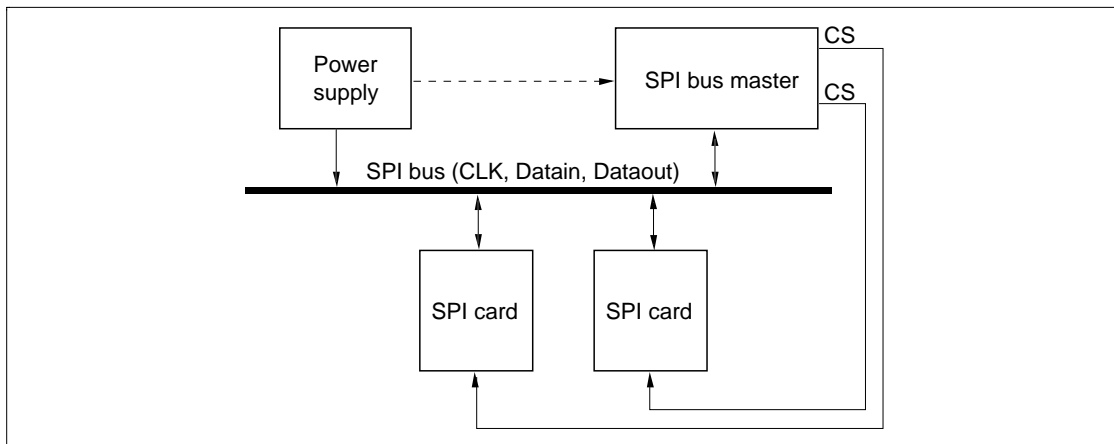 CS
Power
supply
SPI bus master
CS
SPI bus (CLK, Datain, Dataout)
SPI card
SPI card